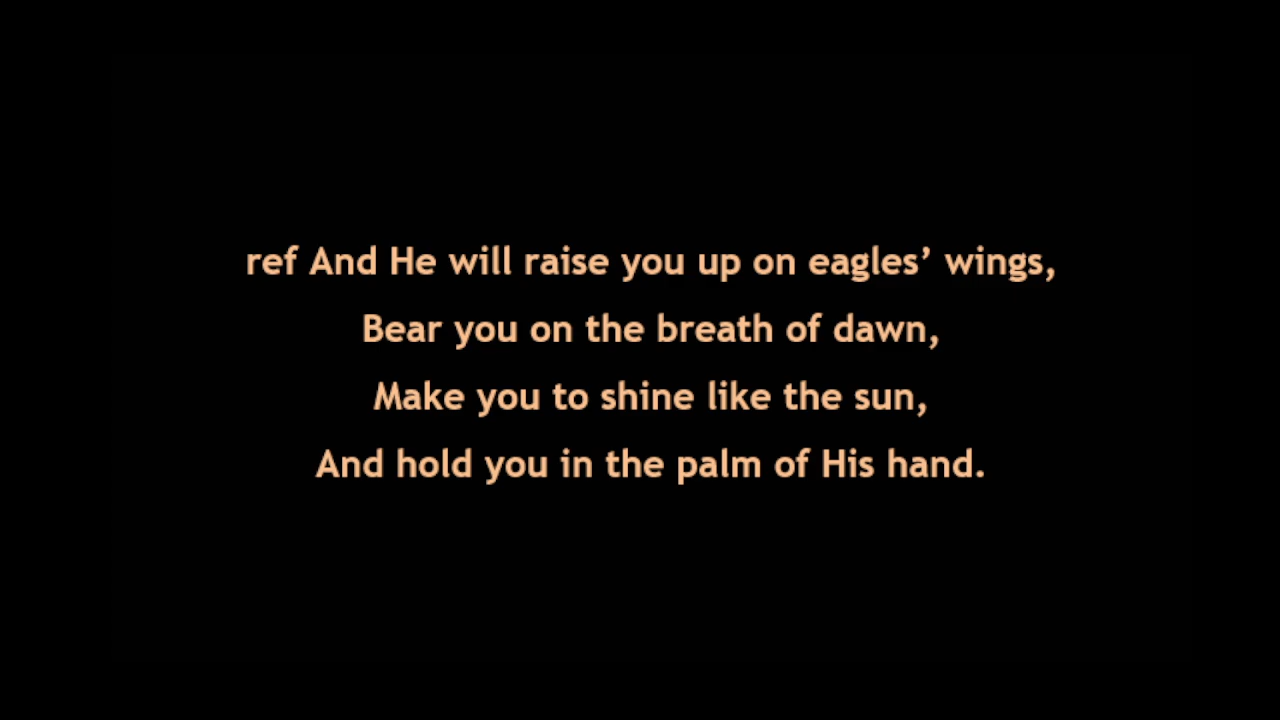 ref And He will raise you up on eagles’ wings,
Bear you on the breath of dawn,
Make you to shine like the sun,
And hold you in the palm of His hand.